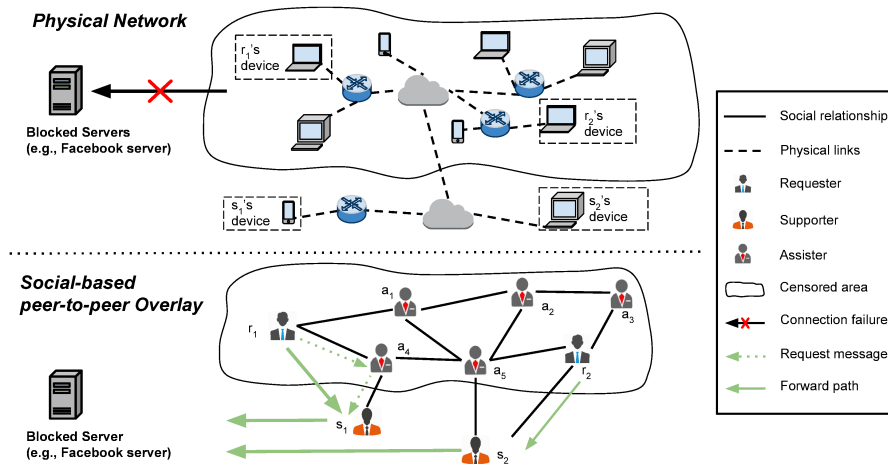 Physical Network
r1's
device
Blocked Servers
(e.g., Facebook server)
r2's
device
s1's
device
s2's
device
Social-based
peer-to-peer Overlay
r1
a1
a2
a3
a4
a5
r2
s1
s2
Blocked Server
(e.g., Facebook server)
Social relationship
Physical links
Requester
Supporter
Assister
Censored area
Connection failure
Request message
Forward path